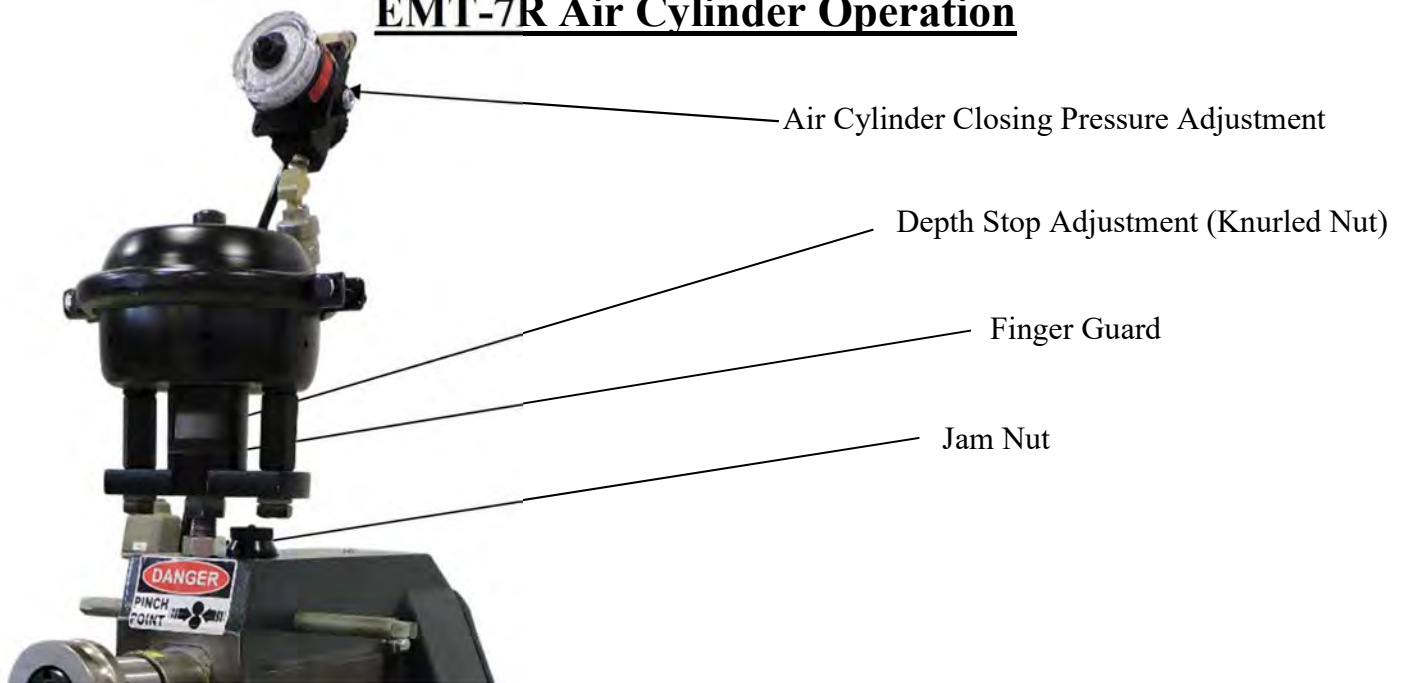 EMT-7R Air Cylinder Operation
Air Cylinder Closing Pressure Adjustment
Depth Stop Adjustment (Knurled Nut)
Finger Guard
Jam Nut
DANGER
PINCH
POINT